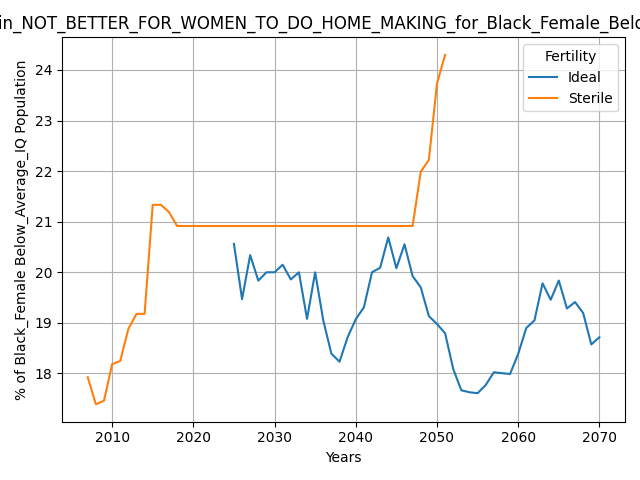 in_NOT_BETTER_FOR_WOMEN_TO_DO_HOME_MAKING_for_Black_Female_Belo
Fertility
Ideal
Sterile
% of Black_Female Below_Average_IQ Population
24
23
22
21
20
19
18
2010 2020 2030 2040 2050 2060 2070
Years